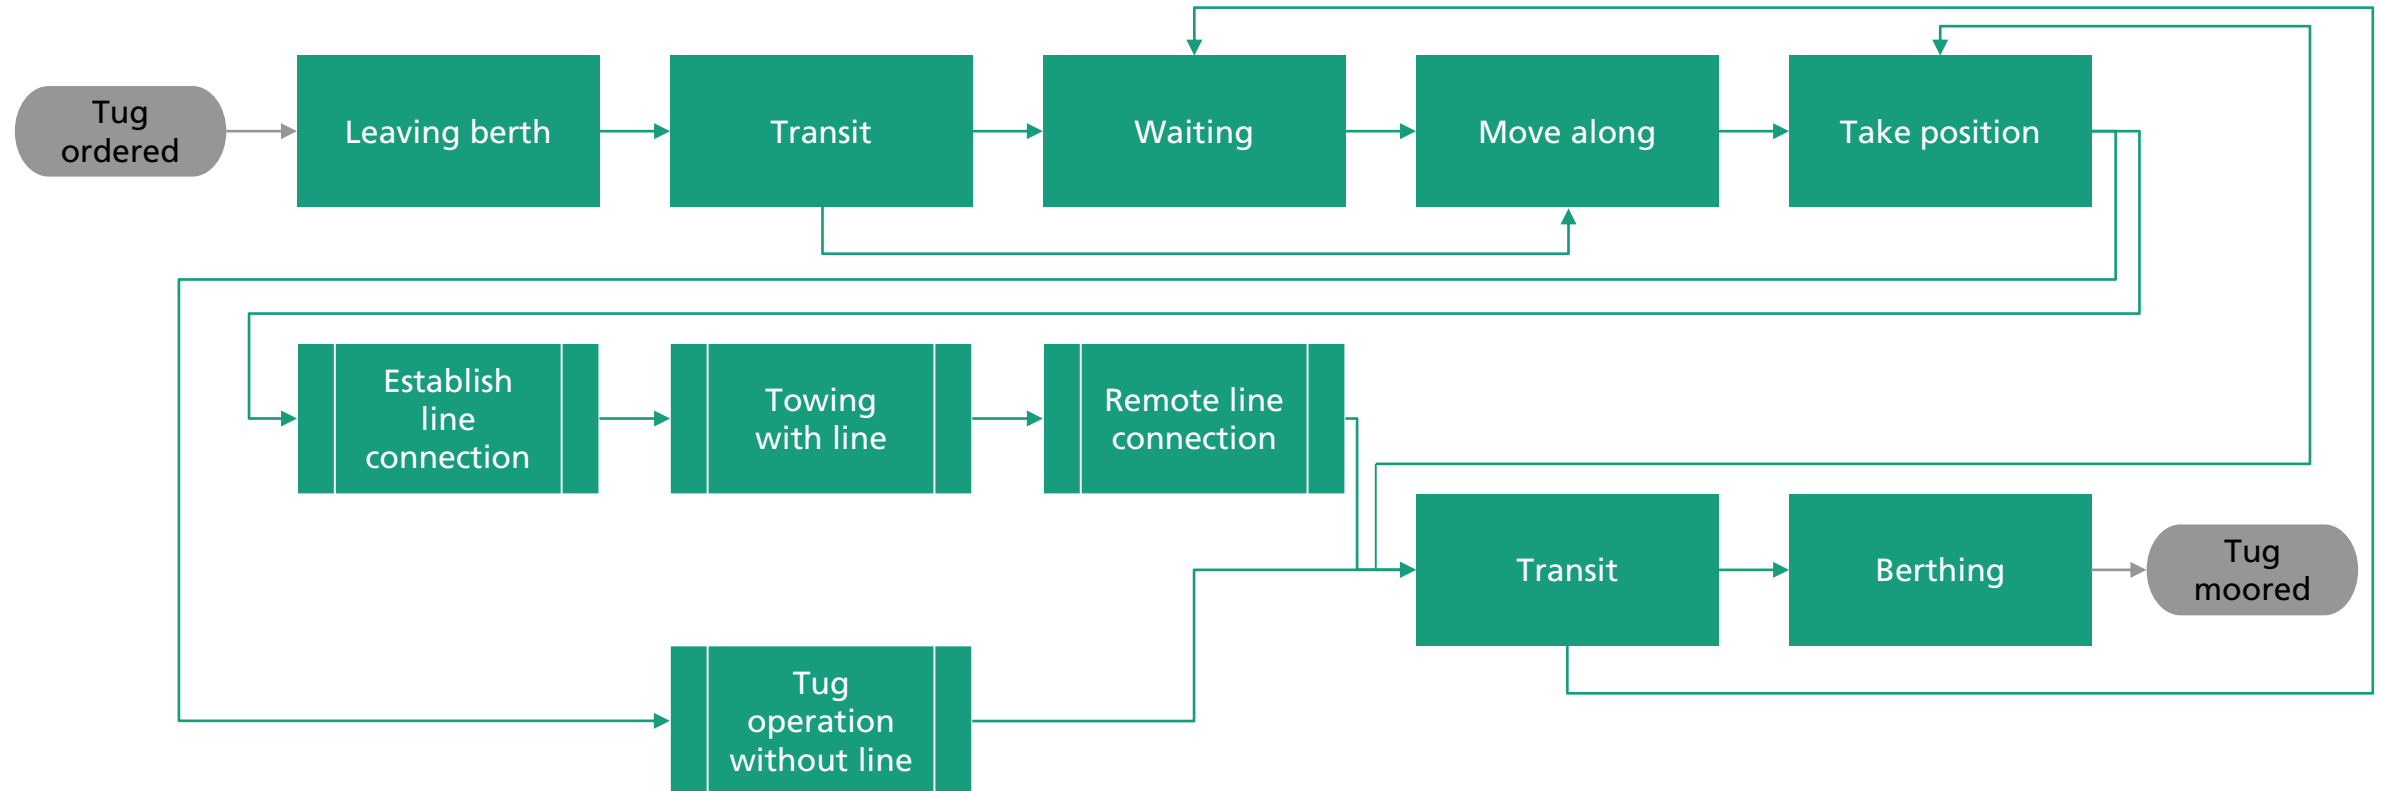 Tug
ordered
Leaving berth
Transit
Waiting
Move along
Take position
Establish
line
connection
Towing
with line
Remote line
connection
Transit
Berthing
Tug
moored
Tug
operation
without line